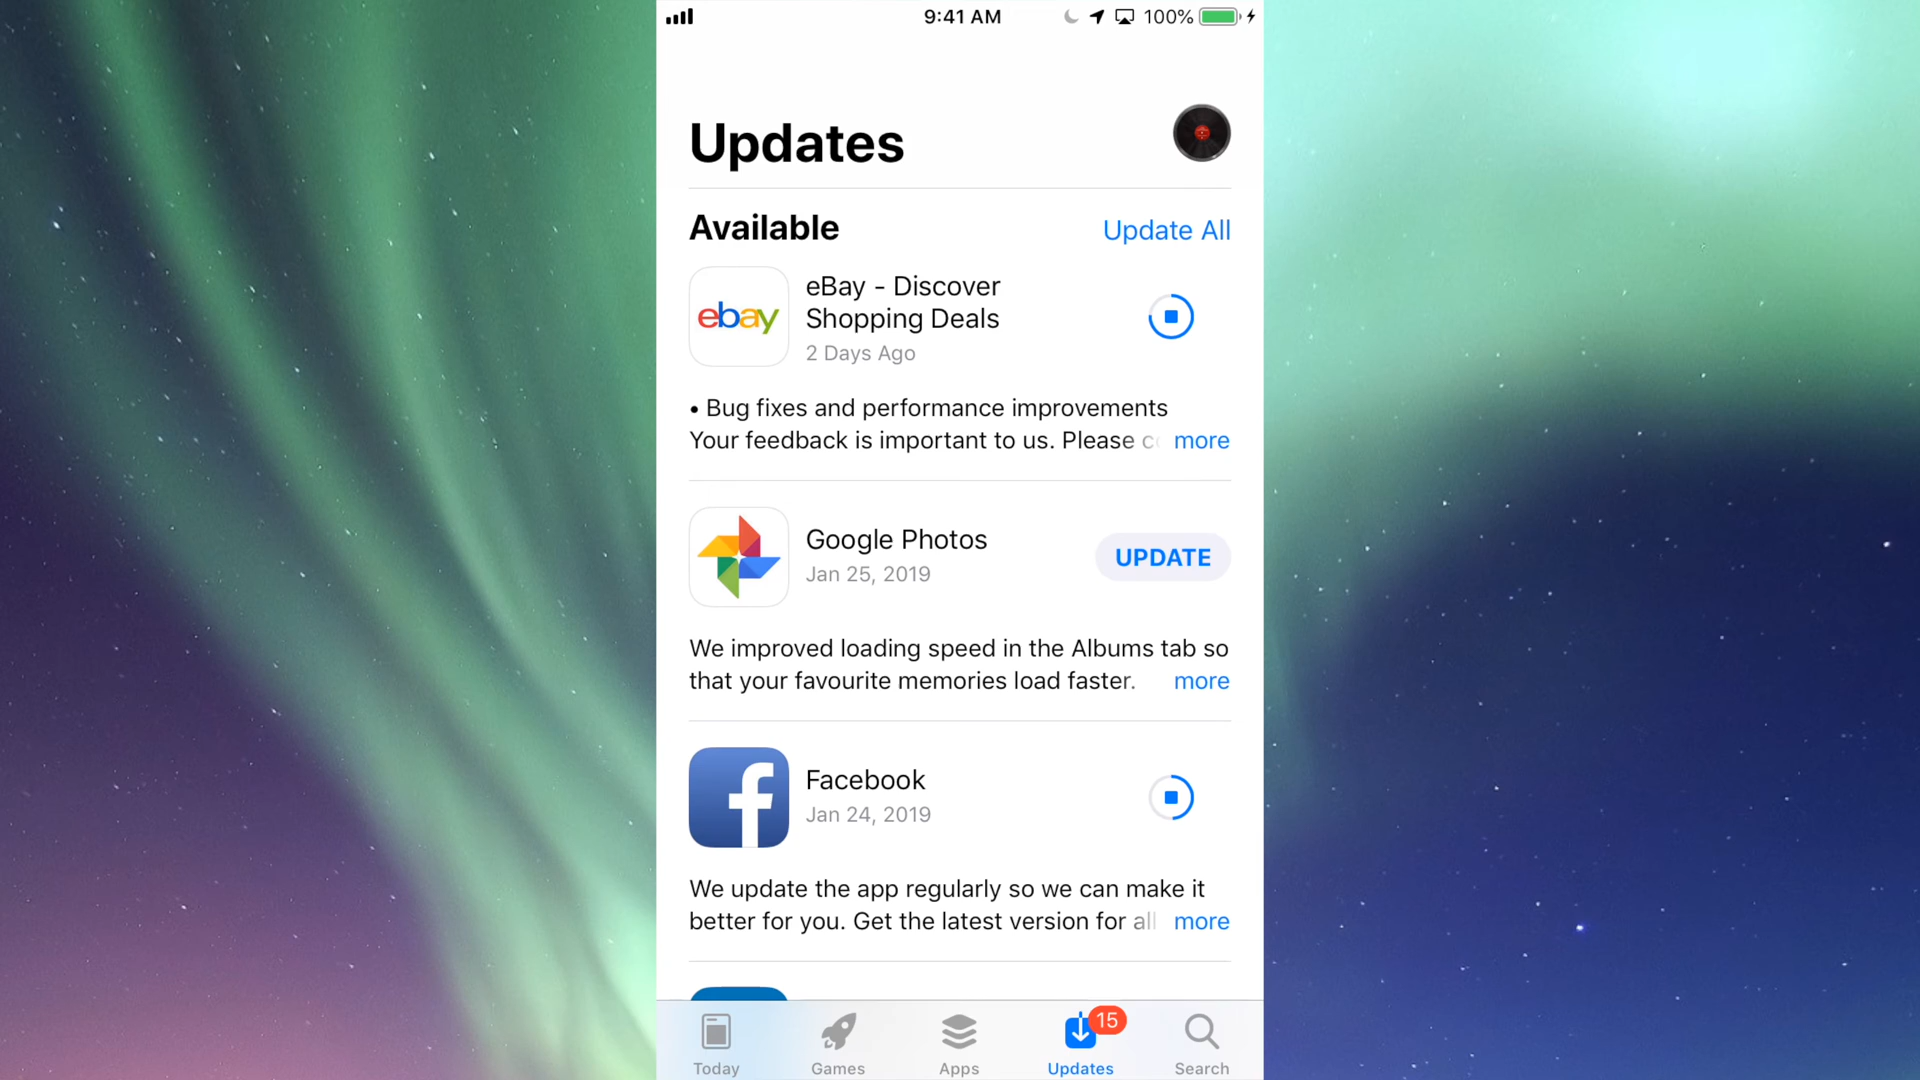 9:41 AM 100%
Updates
Available Update All
ebay
eBay - Discover
Shopping Deals
2 Days Ago
• Bug fixes and performance improvements
Your feedback is important to us. Please more
Google Photos
Jan 25, 2019
UPDATE
We improved loading speed in the Albums tab so
that your favourite memories load faster. more
f
Facebook
Jan 24, 2019
We update the app regularly so we can make it
better for you. Get the latest version for all more
15
Today Games Apps Updates Search